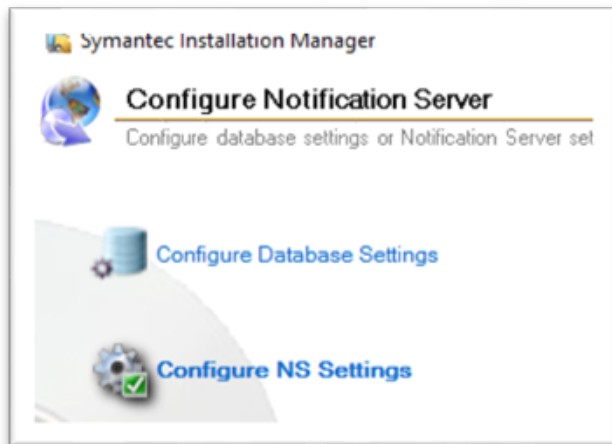 Symantec Installation Manager
Configure Notification Server
Configure database settings or Notification Server set
Configure Database Settings
Configure NS Settings